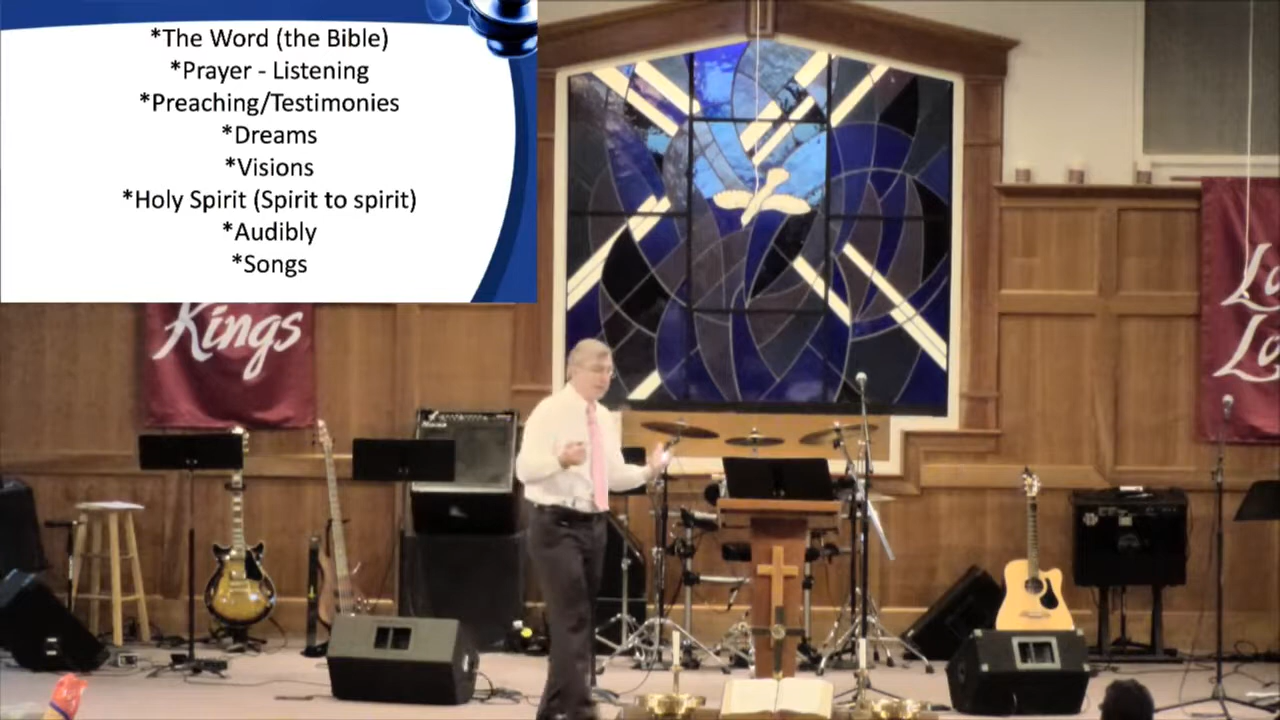 *The Word (the Bible)
*Prayer - Listening
*Preaching/Testimonies
*Dreams
*Visions
*Holy Spirit (Spirit to spirit)
*Audibly
*Songs
Kings